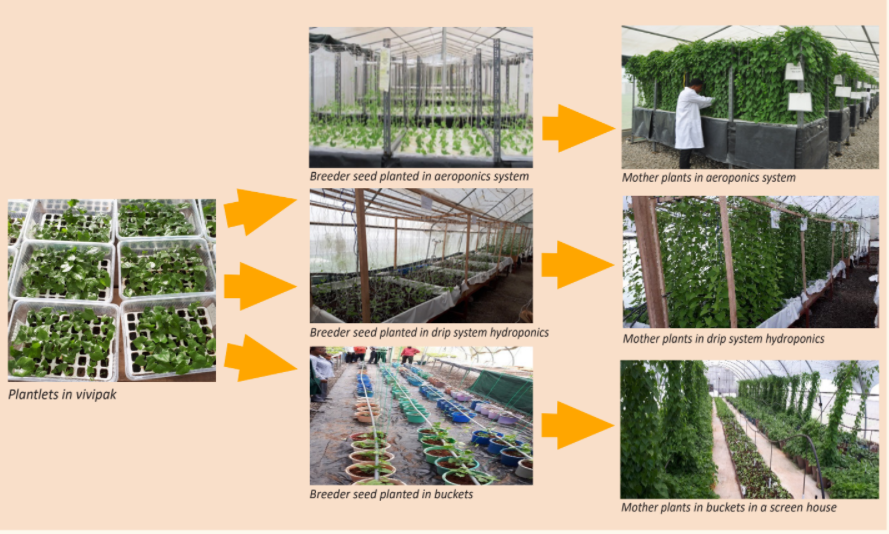 Breeder seed planted in aeroponics system
Mother plants in aeroponics system
Plantlets in vivipak
Breeder seed planted in drip system hydroponics
Mother plants in drip system hydroponics
Breeder seed planted in buckets
Mother plants in buckets in a screen house